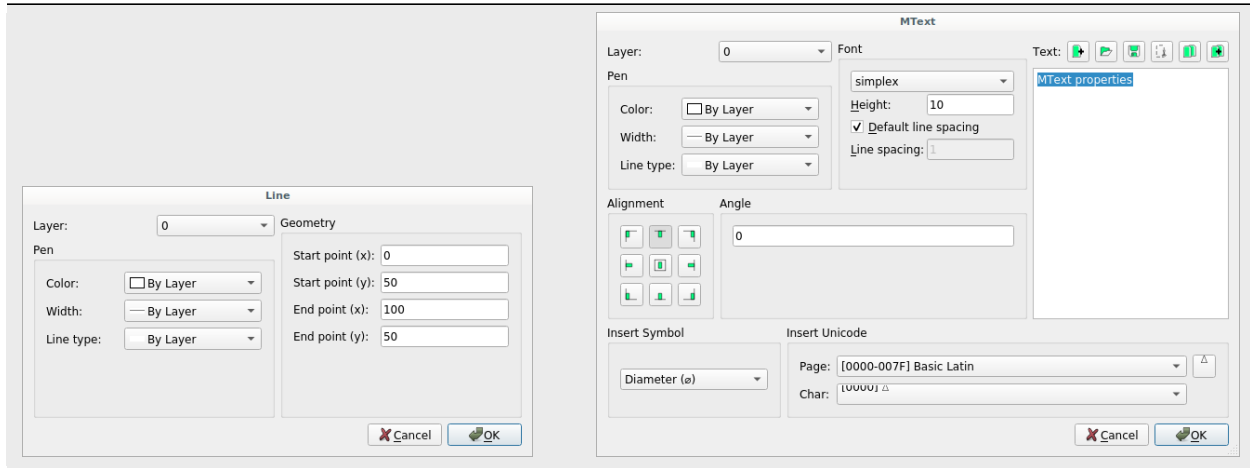 Line
Layer: 0
Pen
Color: By Layer
Width: By Layer
Line type: By Layer
Geometry
Start point (x): 0
Start point (y): 50
End point (x): 100
End point (y): 50
Cancel OK
MText
Layer: 0
Pen
Color: By Layer
Width: By Layer
Line type: By Layer
Font
simplex
Height: 10
Default line spacing
Line spacing: 1
Text:
MText properties
Alignment
Angle
0
Insert Symbol
Diameter (⌀)
Insert Unicode
Page: [0000-007F] Basic Latin
Char: [0000] △
△
Cancel OK